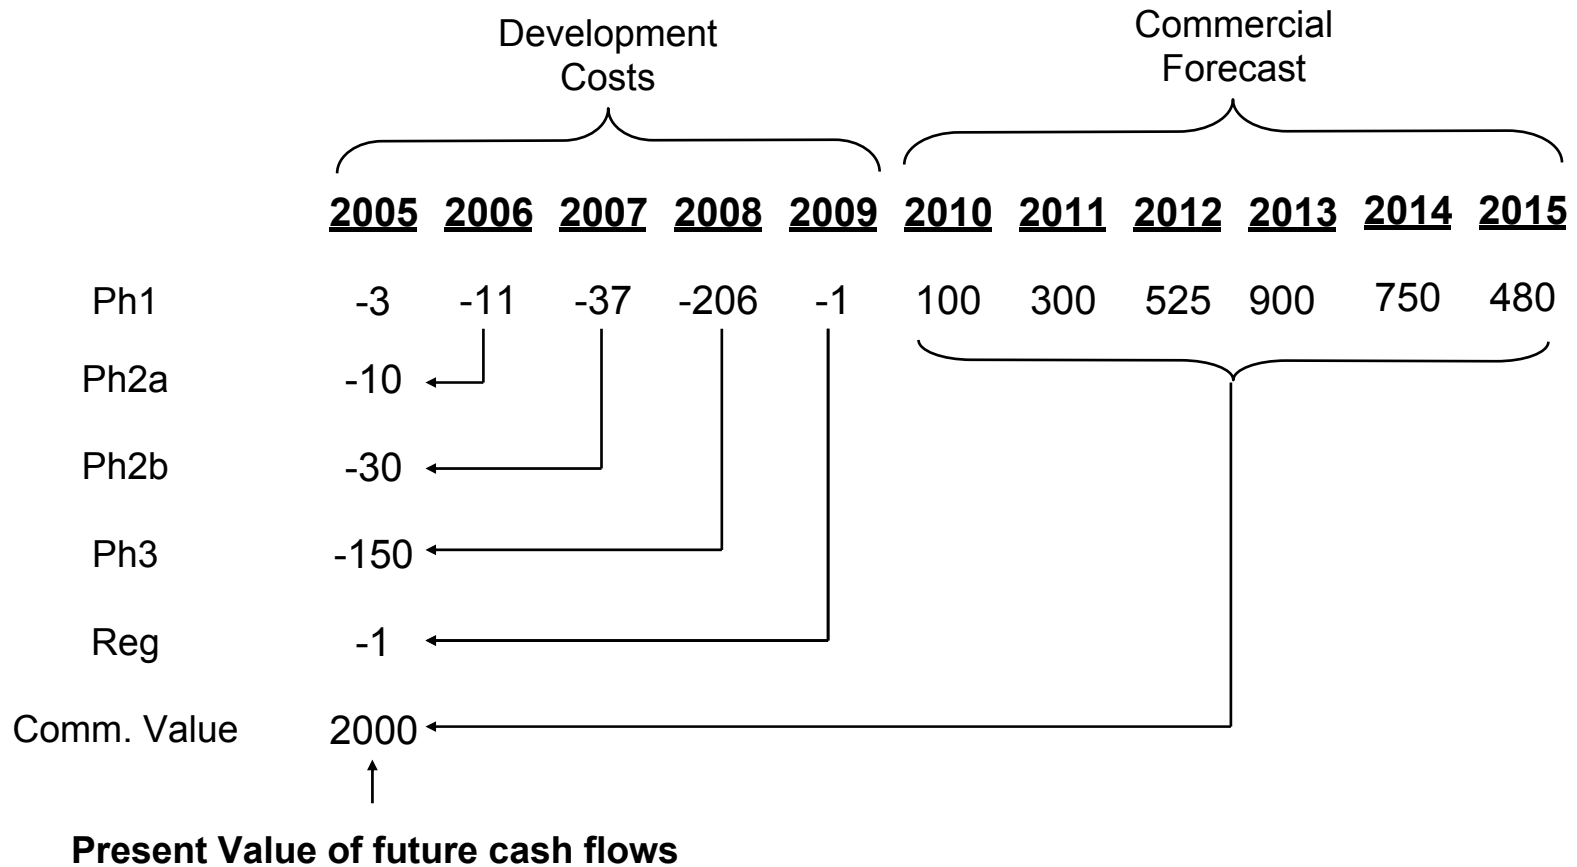 Development
Costs
Commercial
Forecast
2005 2006 2007 2008 2009 2010 2011 2012 2013 2014 2015
Ph1 -3 -11 -37 -206 -1 100 300 525 900 750 480
Ph2a -10
Ph2b -30
Ph3 -150
Reg -1
Comm. Value 2000
Present Value of future cash flows